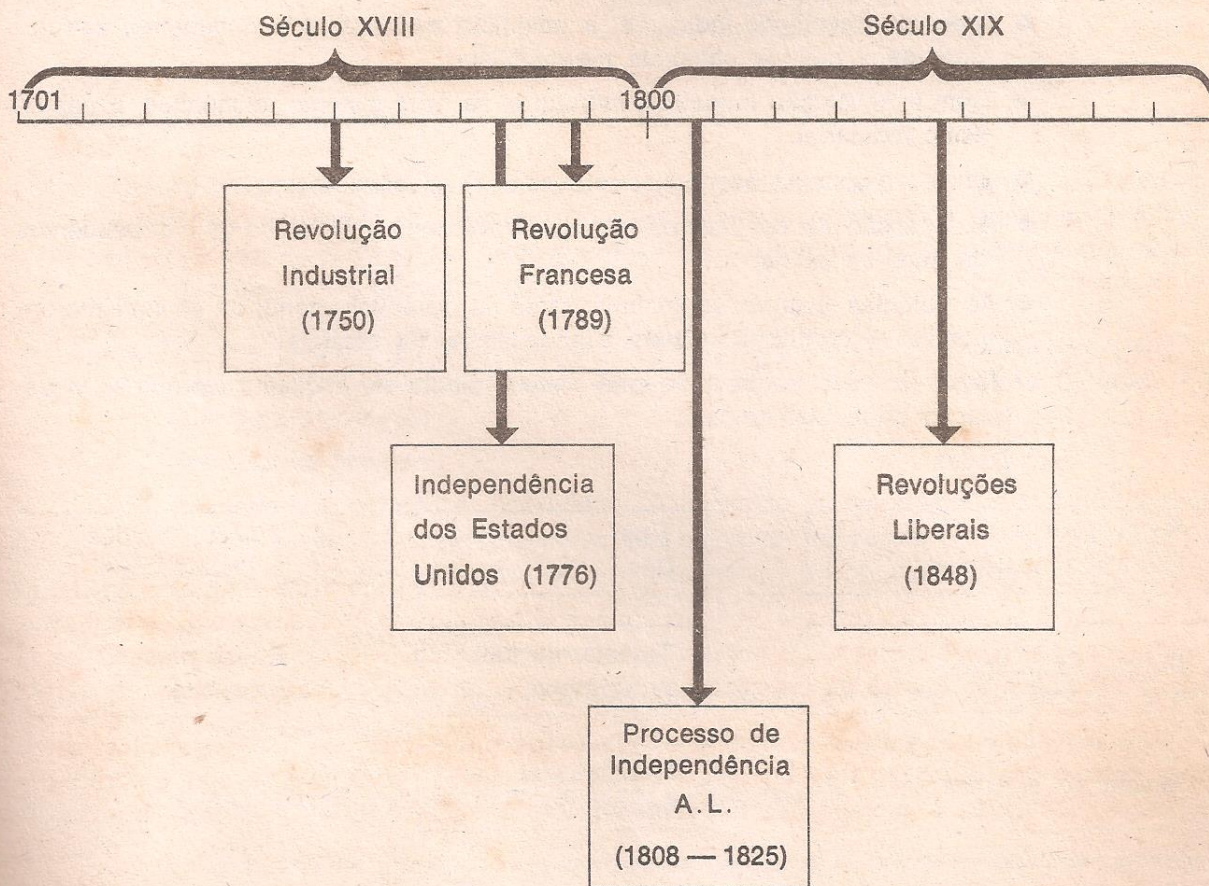 Século XVIII
Século XIX
1701
1800
Revolução
Industrial
(1750)
Revolução
Francesa
(1789)
Independência
dos Estados
Unidos (1776)
Revoluções
Liberais
(1848)
Processo de
Independência
A.L.
(1808 — 1825)